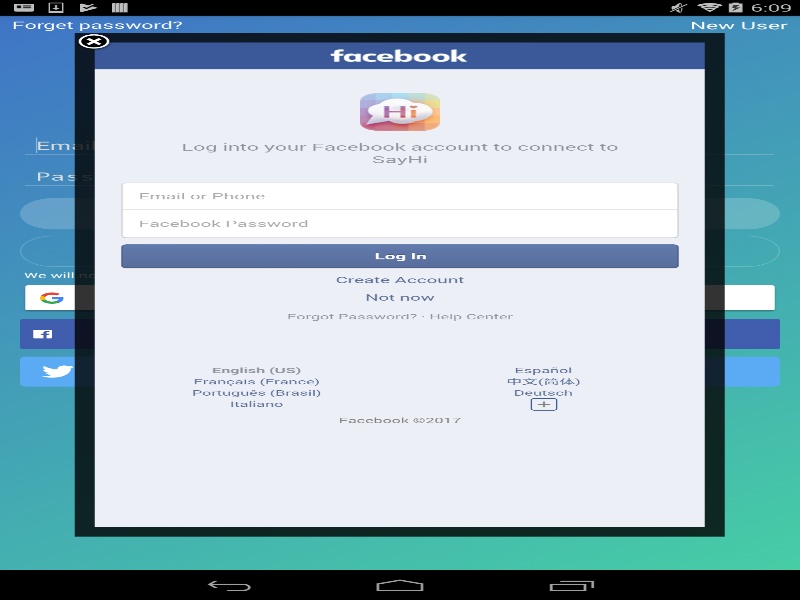 6:09
Forget password?
New User
facebook
Hi
Log into your Facebook account to connect to
SayHi
Email or Phone
Facebook Password
Log In
Create Account
Not now
Forgot Password? · Help Center
English (US)
Español
Français (France)
中文(简体)
Português (Brasil)
Deutsch
Italiano
Facebook ©2017
We will